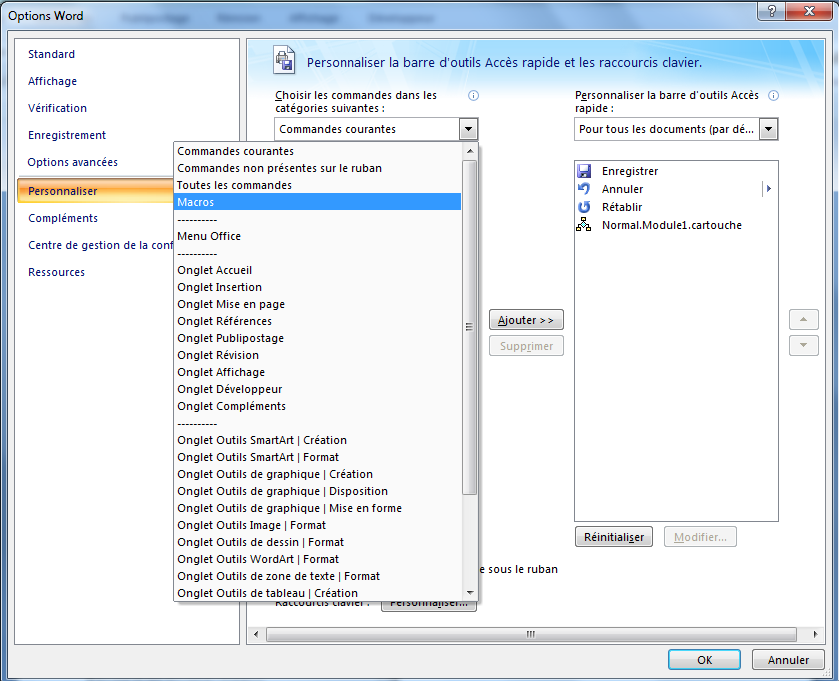 Options Word
Standard
Affichage
Vérification
Enregistrement
Options avancées
Personnaliser
Compléments
Centre de gestion de la conf
Ressources
Personnaliser la barre d'outils Accès rapide et les raccourcis clavier.
Choisir les commandes dans les
catégories suivantes :
Commandes courantes
Commandes courantes
Commandes non présentes sur le ruban
Toutes les commandes
Macros
----------
Menu Office
----------
Onglet Accueil
Onglet Insertion
Onglet Mise en page
Onglet Références
Onglet Publipostage
Onglet Révision
Onglet Affichage
Onglet Développeur
Onglet Compléments
----------
Onglet Outils SmartArt | Création
Onglet Outils SmartArt | Format
Onglet Outils de graphique | Création
Onglet Outils de graphique | Disposition
Onglet Outils de graphique | Mise en forme
Onglet Outils Image | Format
Onglet Outils de dessin | Format
Onglet Outils WordArt | Format
Onglet Outils de zone de texte | Format
Onglet Outils de tableau | Création
Ajouter >>
Supprimer
Personnaliser la barre d'outils Accès
rapide :
Pour tous les documents (par dé...
Enregistrer
Annuler
Rétablir
Normal.Module1.cartouche
Réinitialiser
Modifier...
e sous le ruban
Raccourcis clavier :
Personnaliser...
OK
Annuler